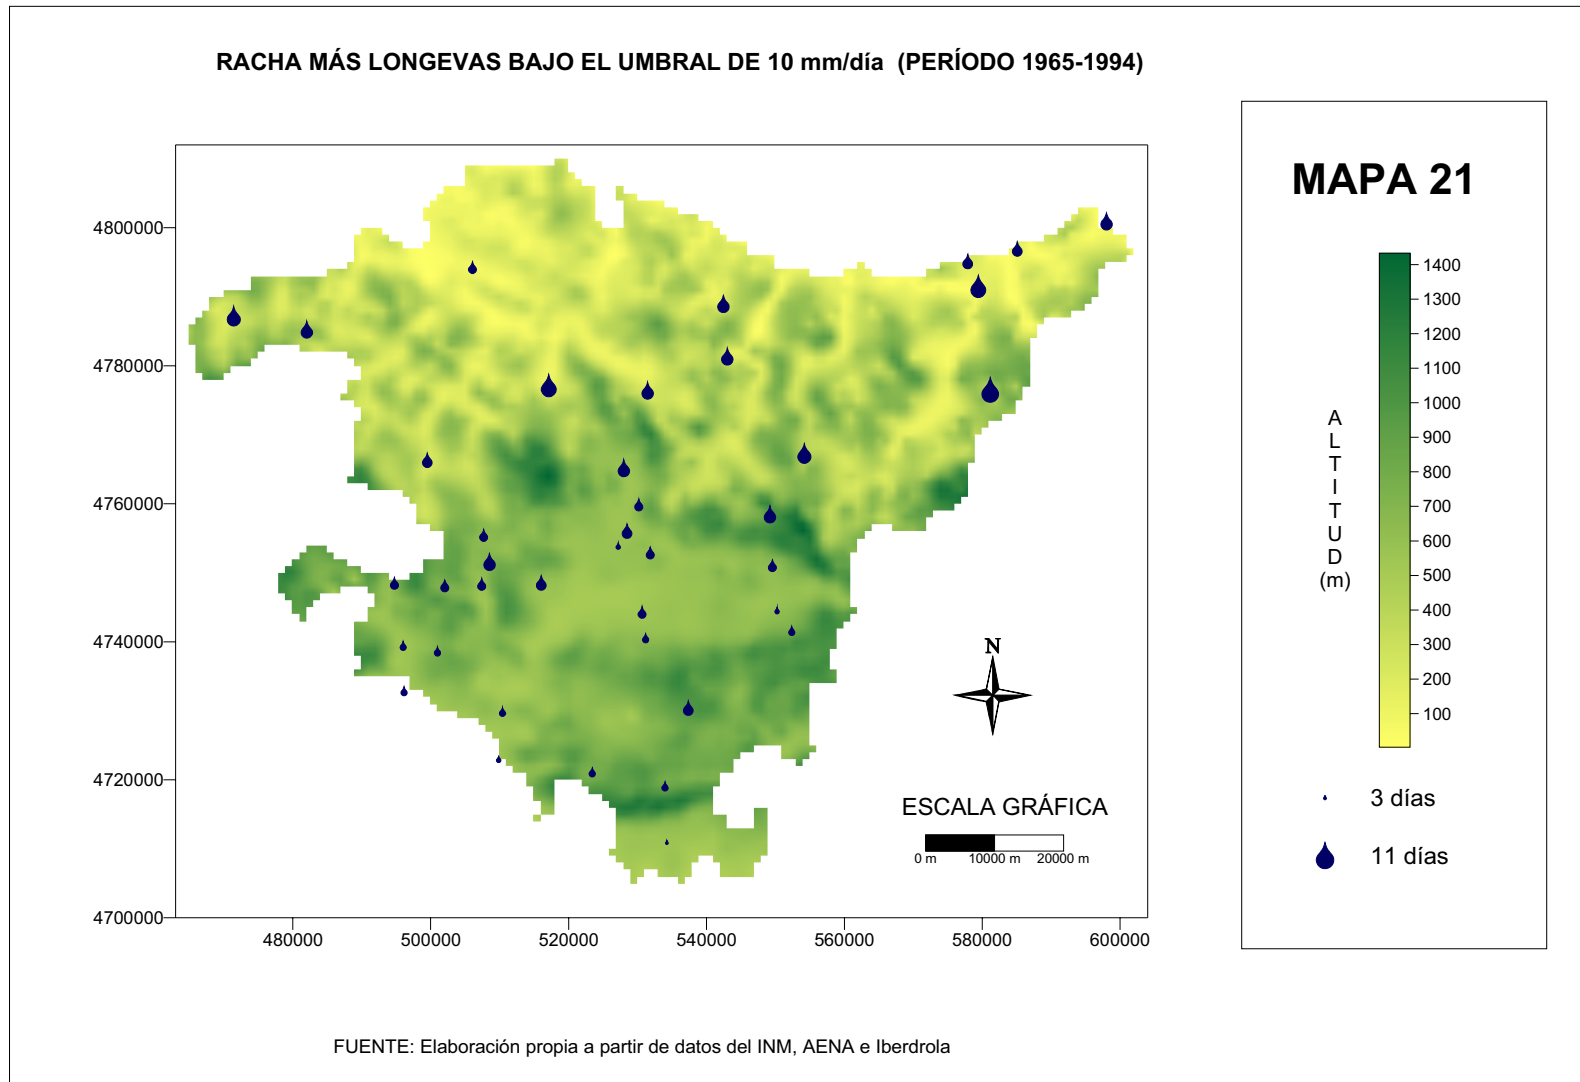 RACHA MÁS LONGEVAS BAJO EL UMBRAL DE 10 mm/día (PERÍODO 1965-1994)
MAPA 21
4800000
4780000
4760000
4740000
4720000
4700000
480000
500000
520000
540000
560000
580000
600000
N
ESCALA GRÁFICA
0 m
10000 m
20000 m
ALTITUD
(m)
1400
1300
1200
1100
1000
900
800
700
600
500
400
300
200
100
3 días
11 días
FUENTE: Elaboración propia a partir de datos del INM, AENA e Iberdrola